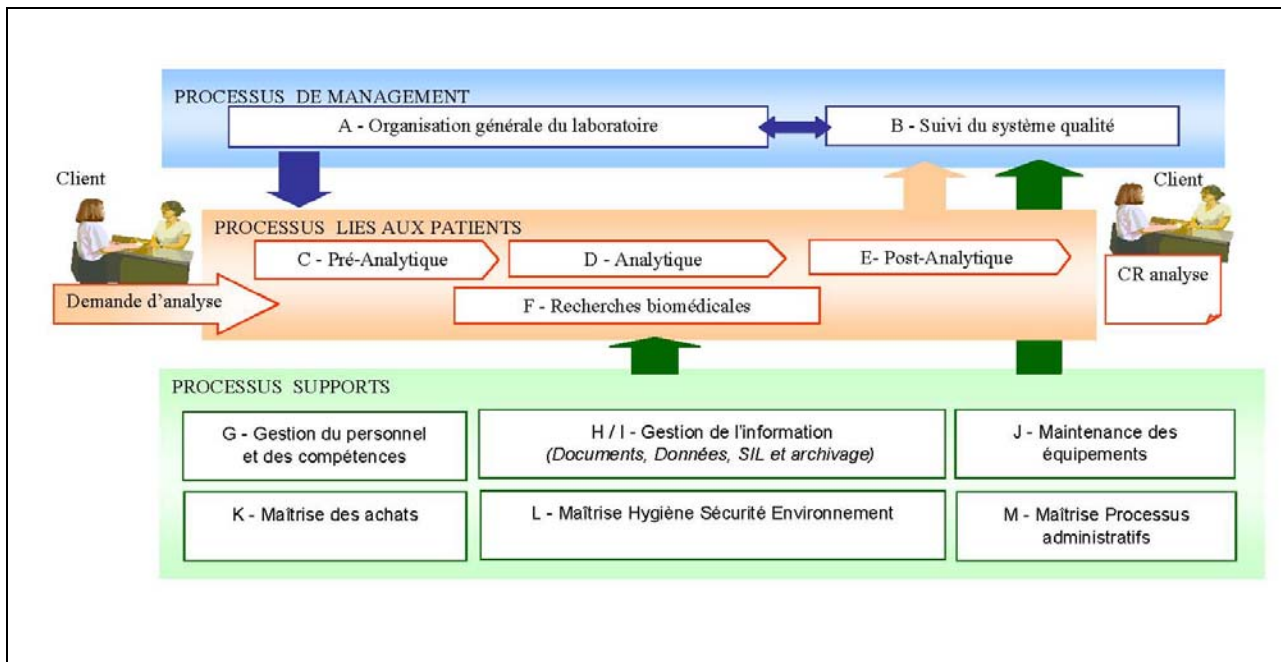 PROCESSUS DE MANAGEMENT
A - Organisation générale du laboratoire
B - Suivi du système qualité
Client
Client
PROCESSUS LIES AUX PATIENTS
C - Pré-Analytique
D - Analytique
E- Post-Analytique
CR analyse
Demande d'analyse
F - Recherches biomédicales
PROCESSUS SUPPORTS
G - Gestion du personnel
et des compétences
H / I - Gestion de l'information
(Documents, Données, SIL et archivage)
J - Maintenance des
équipements
K - Maîtrise des achats
L - Maîtrise Hygiène Sécurité Environnement
M - Maîtrise Processus
administratifs